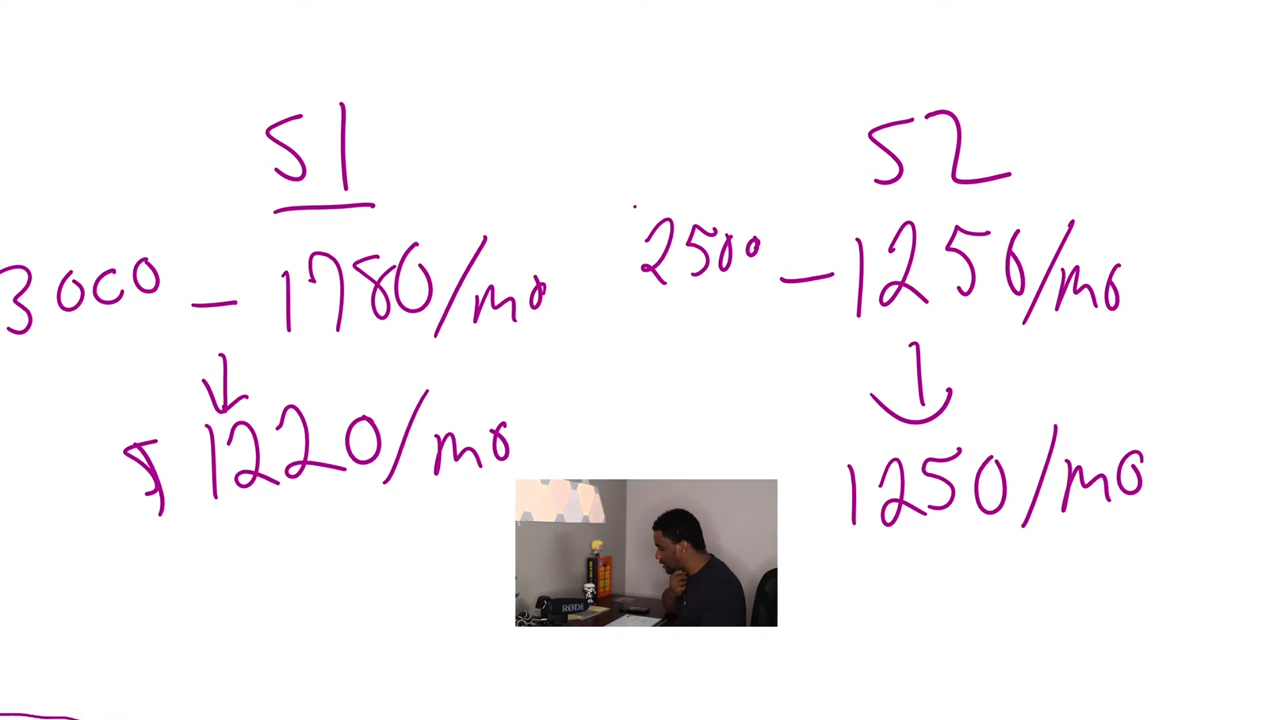 S1
3000 - 1780/mo
$1220/mo
S2
2500 - 1250/mo
1250/mo
RØDE